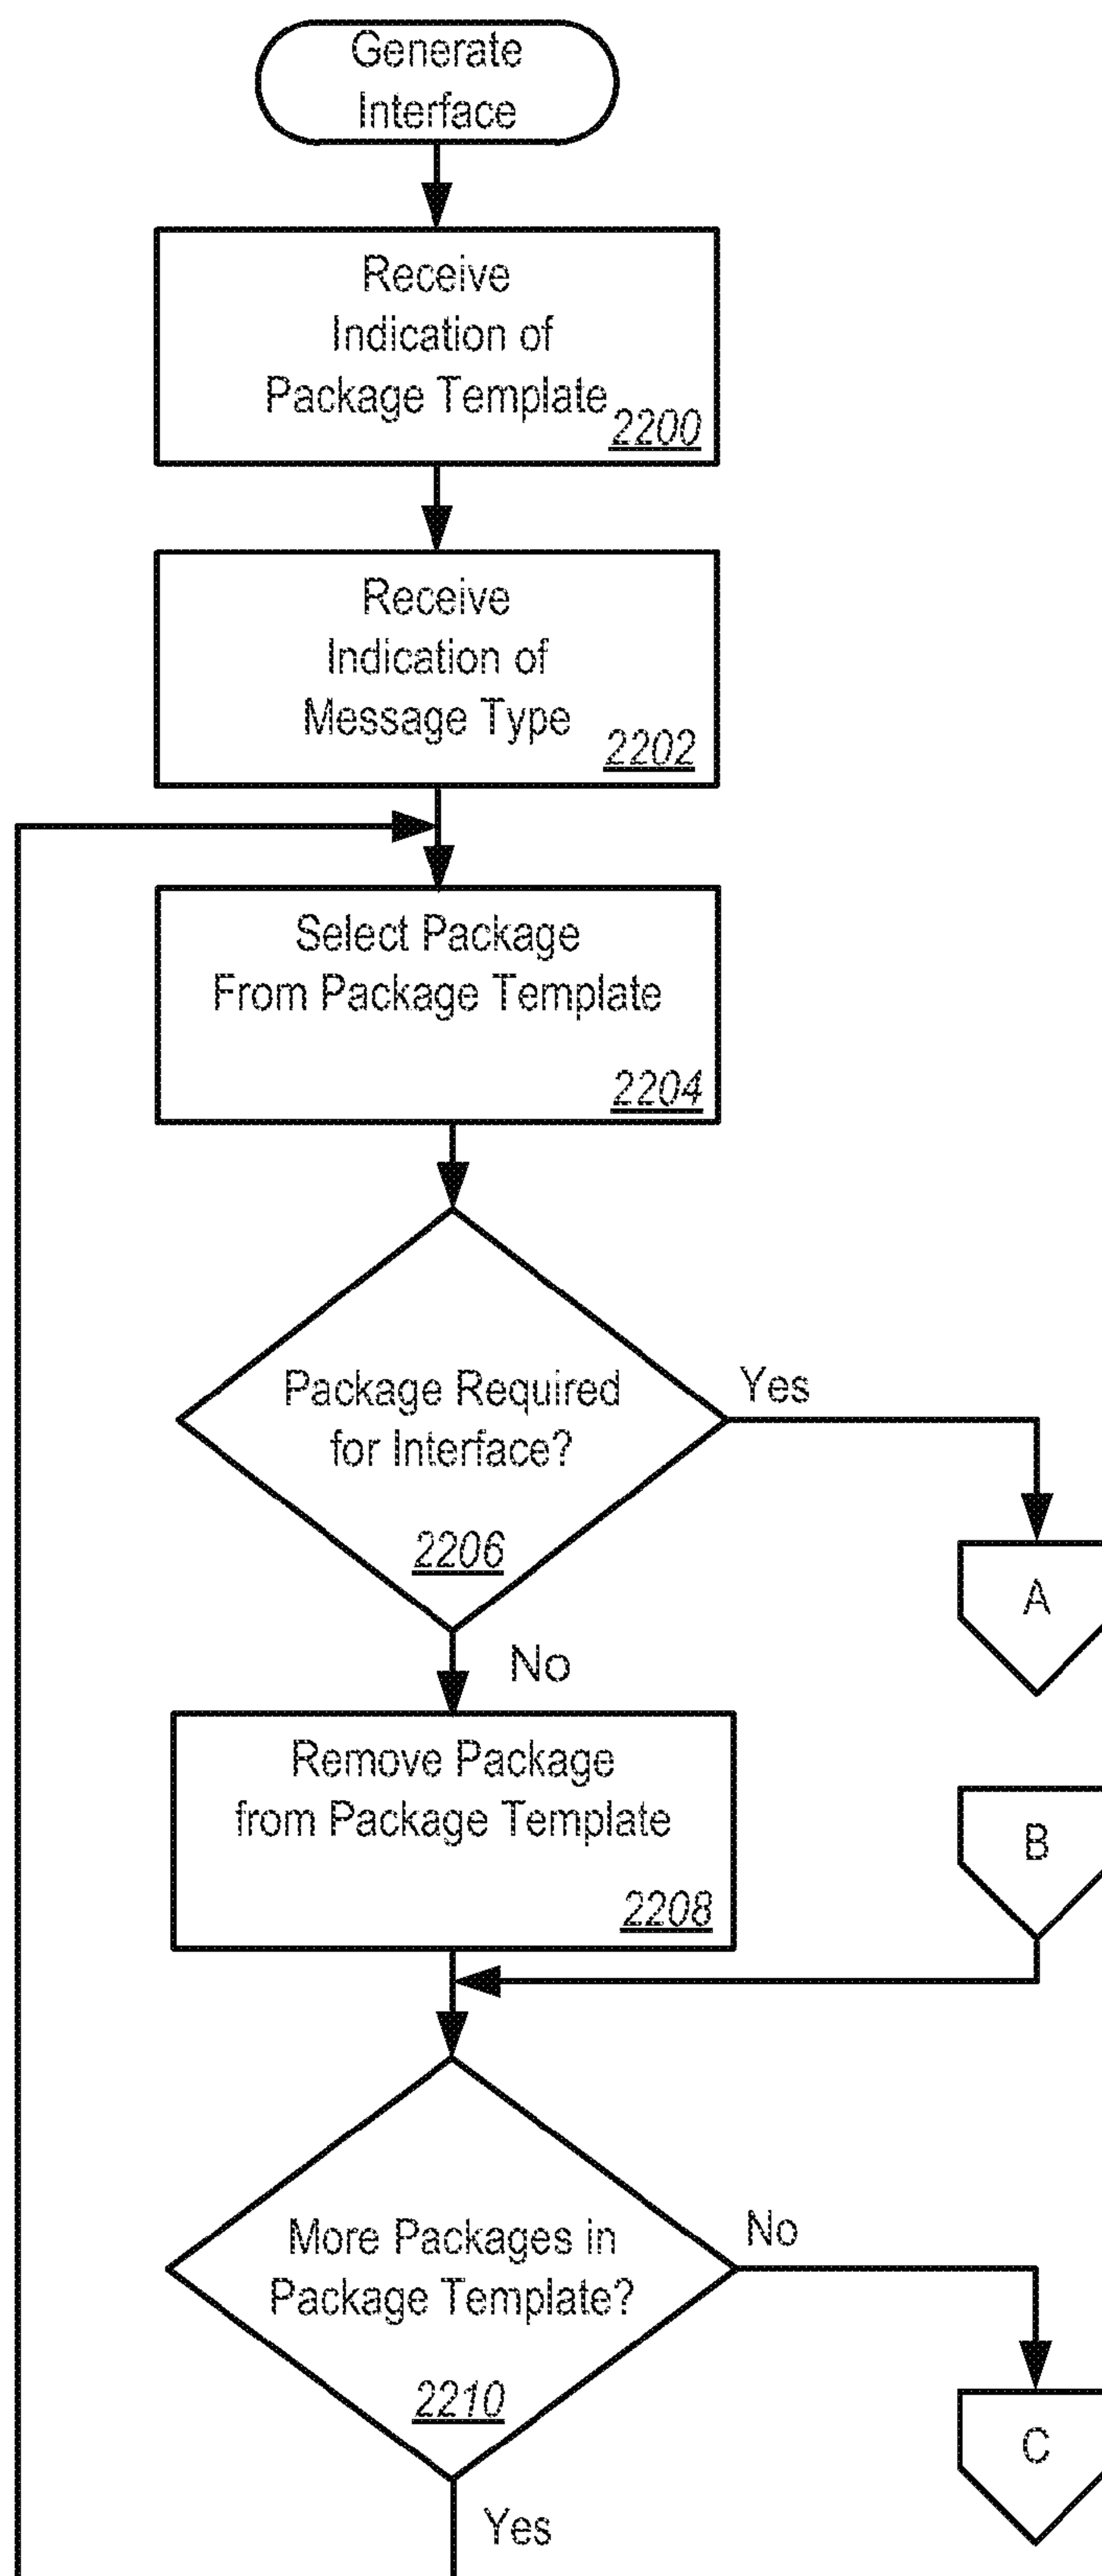 Generate
Interface
Receive
Indication of
Package Template
2200
Receive
Indication of
Message Type
2202
Select Package
From Package Template
2204
Package Required
for Interface?
2206
Yes
A
No
Remove Package
from Package Template
2208
B
More Packages in
Package Template?
2210
No
C
Yes